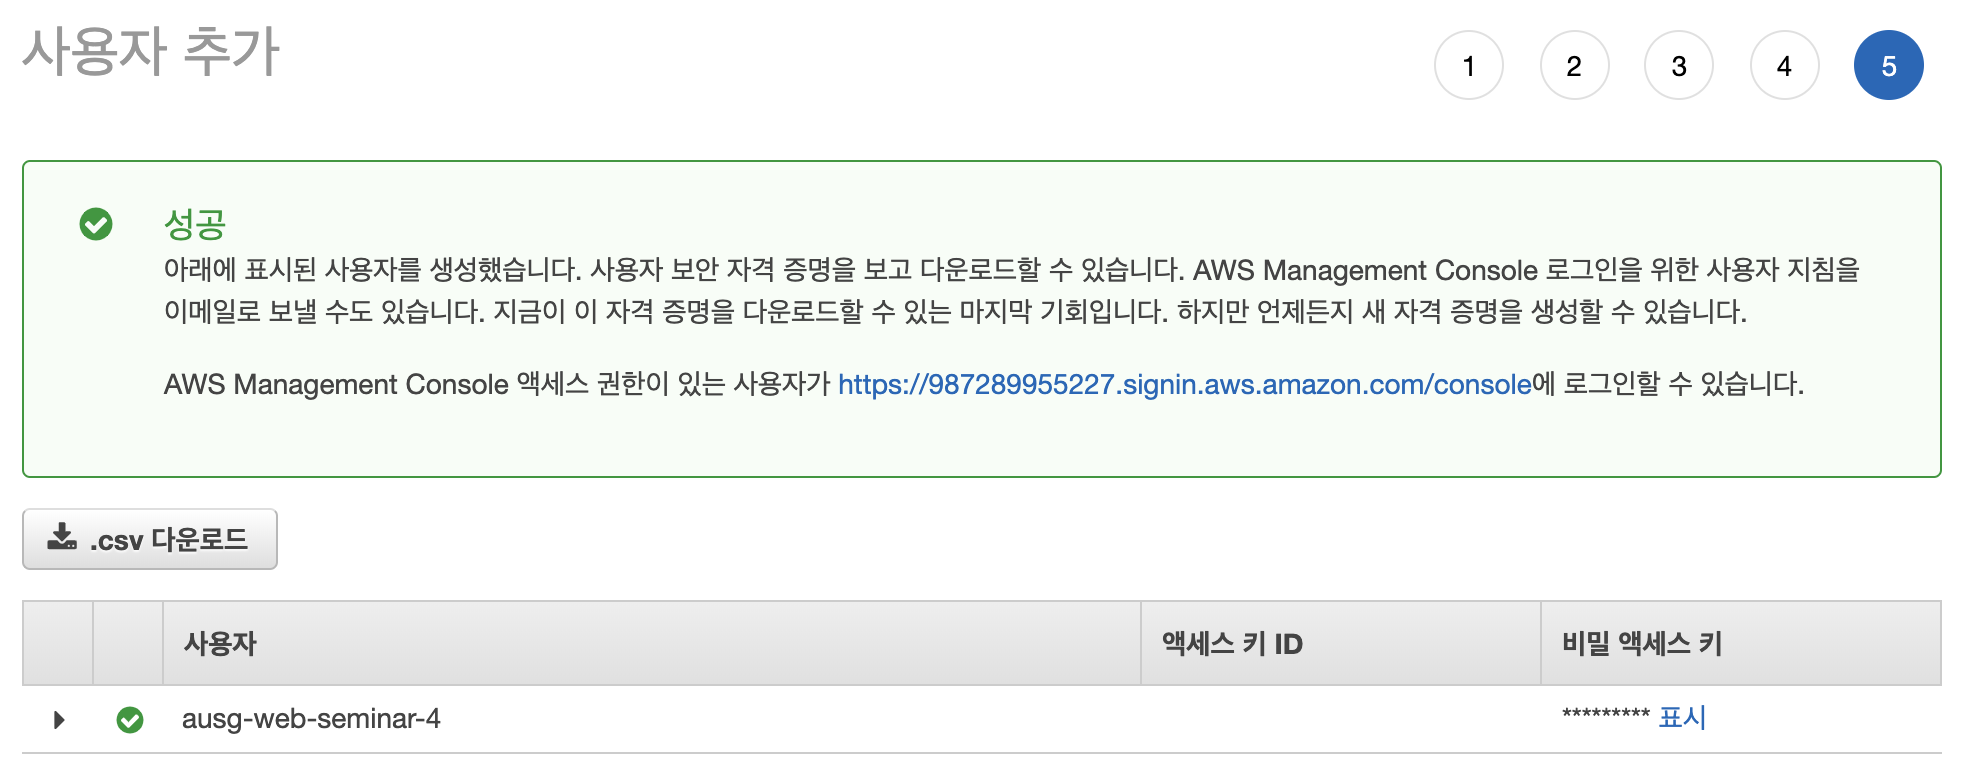 사용자 추가
1 2 3 4 5
성공
아래에 표시된 사용자를 생성했습니다. 사용자 보안 자격 증명을 보고 다운로드할 수 있습니다. AWS Management Console 로그인을 위한 사용자 지침을
이메일로 보낼 수도 있습니다. 지금이 이 자격 증명을 다운로드할 수 있는 마지막 기회입니다. 하지만 언제든지 새 자격 증명을 생성할 수 있습니다.
AWS Management Console 액세스 권한이 있는 사용자가 https://987289955227.signin.aws.amazon.com/console에 로그인할 수 있습니다.
.csv 다운로드
사용자 액세스 키 ID 비밀 액세스 키
ausg-web-seminar-4 ********* 표시